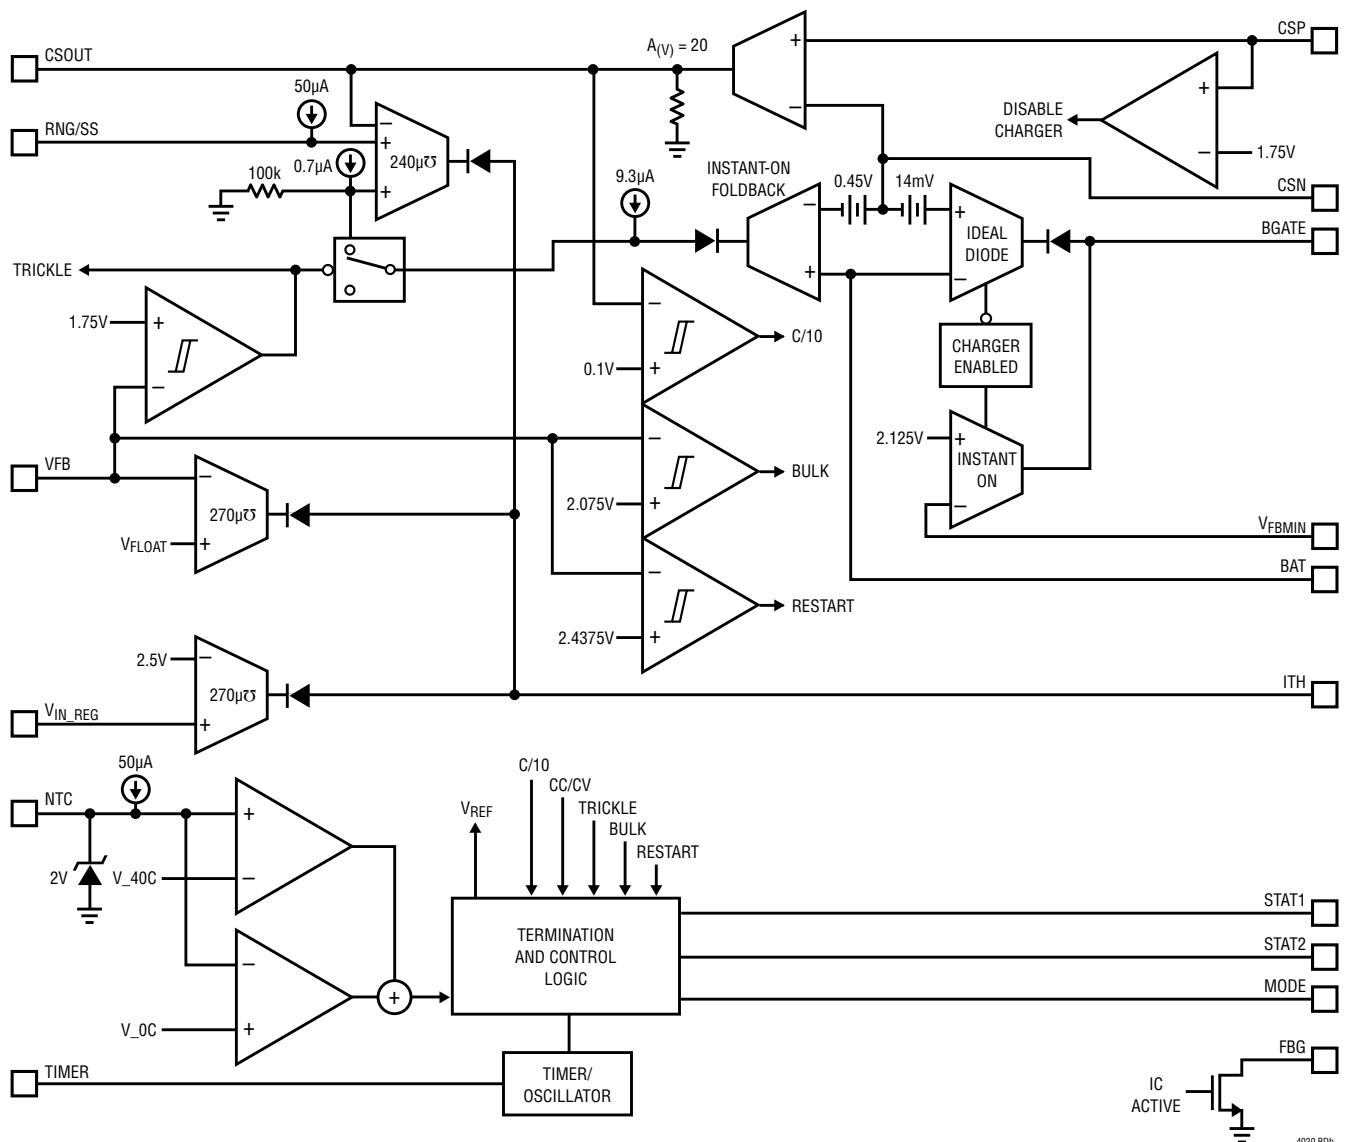 CSOUT
A(V) = 20
CSP
+
−
50µA
RNG/SS
−
+
+
240µ℧
0.7µA
100k
DISABLE
CHARGER
+
−
1.75V
INSTANT-ON
FOLDBACK
0.45V
14mV
CSN
9.3µA
−
+
+
−
IDEAL
DIODE
BGATE
TRICKLE
1.75V
+
−
−
+
0.1V
C/10
CHARGER
ENABLED
2.125V
+
−
INSTANT
ON
−
+
2.075V
BULK
VFB
−
+
270µ℧
VFLOAT
VFBMIN
BAT
−
+
2.4375V
RESTART
2.5V
−
+
270µ℧
VIN_REG
ITH
50µA
NTC
2V
V_40C
+
−
C/10
CC/CV
TRICKLE
BULK
RESTART
VREF
TERMINATION
AND CONTROL
LOGIC
STAT1
STAT2
MODE
−
+
V_0C
+
TIMER
TIMER/
OSCILLATOR
FBG
IC
ACTIVE
4020 BDb